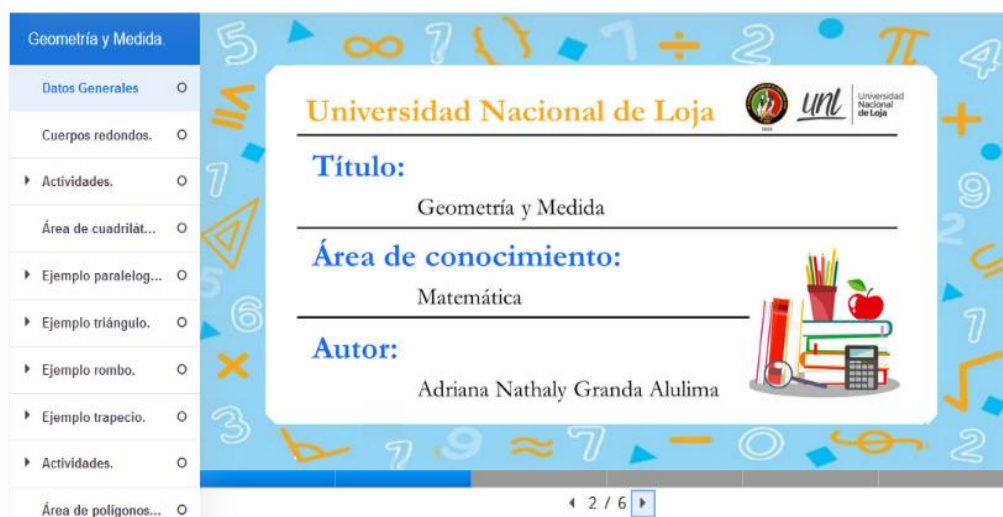 Geometría y Medida.
Datos Generales
Cuerpos redondos.
Actividades.
Área de cuadrilát...
Ejemplo paralelog...
Ejemplo triángulo.
Ejemplo rombo.
Ejemplo trapecio.
Actividades.
Área de polígonos...
Universidad Nacional de Loja
unl
Universidad
Nacional
de Loja
Título:
Geometría y Medida
Área de conocimiento:
Matemática
Autor:
Adriana Nathaly Granda Alulima
2 / 6